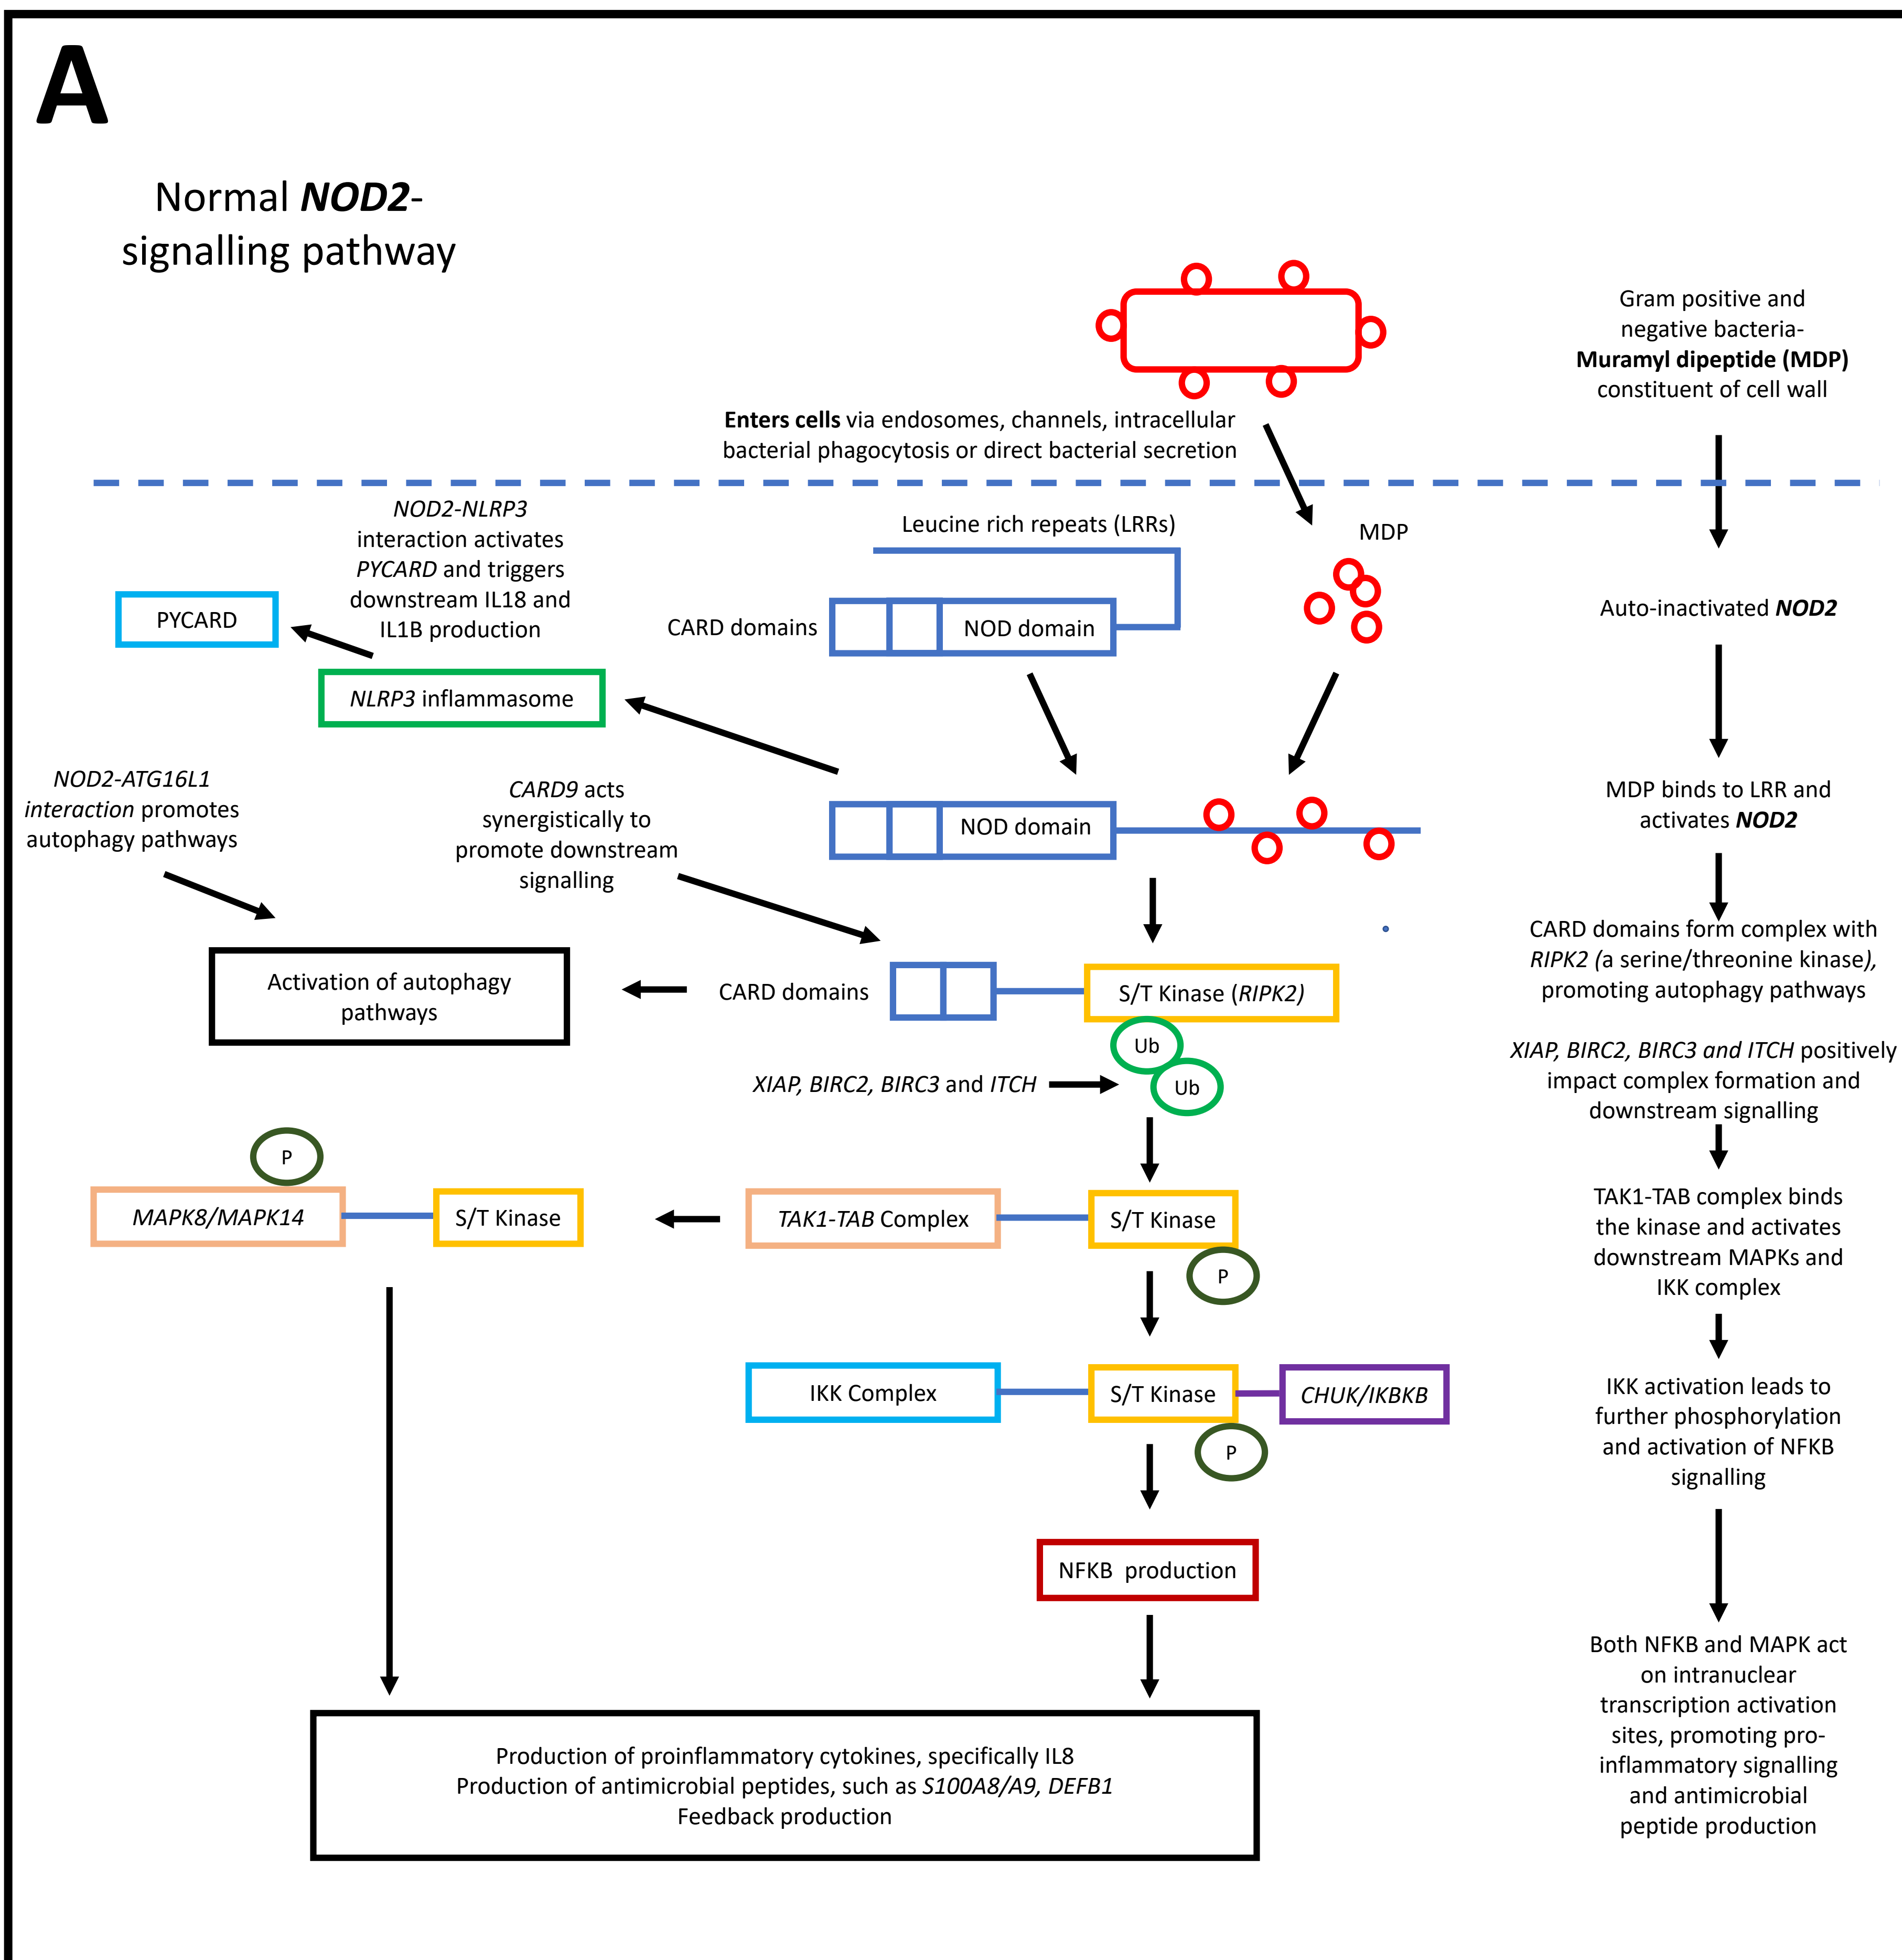 A
Normal NOD2-
signalling pathway
Gram positive and
negative bacteria-
Muramyl dipeptide (MDP)
constituent of cell wall
Enters cells via endosomes, channels, intracellular
bacterial phagocytosis or direct bacterial secretion
NOD2-NLRP3
interaction activates
PYCARD and triggers
downstream IL18 and
IL1B production
Leucine rich repeats (LRRs)
MDP
PYCARD
CARD domains
NOD domain
Auto-inactivated NOD2
NLRP3 inflammasome
NOD2-ATG16L1
interaction promotes
autophagy pathways
CARD9 acts
synergistically to
promote downstream
signalling
NOD domain
MDP binds to LRR and
activates NOD2
Activation of autophagy
pathways
CARD domains
S/T Kinase (RIPK2)
CARD domains form complex with
RIPK2 (a serine/threonine kinase),
promoting autophagy pathways
Ub
Ub
XIAP, BIRC2, BIRC3 and ITCH
XIAP, BIRC2, BIRC3 and ITCH positively
impact complex formation and
downstream signalling
P
MAPK8/MAPK14
S/T Kinase
TAK1-TAB Complex
S/T Kinase
P
TAK1-TAB complex binds
the kinase and activates
downstream MAPKs and
IKK complex
IKK Complex
S/T Kinase
CHUK/IKBKB
P
IKK activation leads to
further phosphorylation
and activation of NFKB
signalling
NFKB production
Both NFKB and MAPK act
on intranuclear
transcription activation
sites, promoting pro-
inflammatory signalling
and antimicrobial
peptide production
Production of proinflammatory cytokines, specifically IL8
Production of antimicrobial peptides, such as S100A8/A9, DEFB1
Feedback production